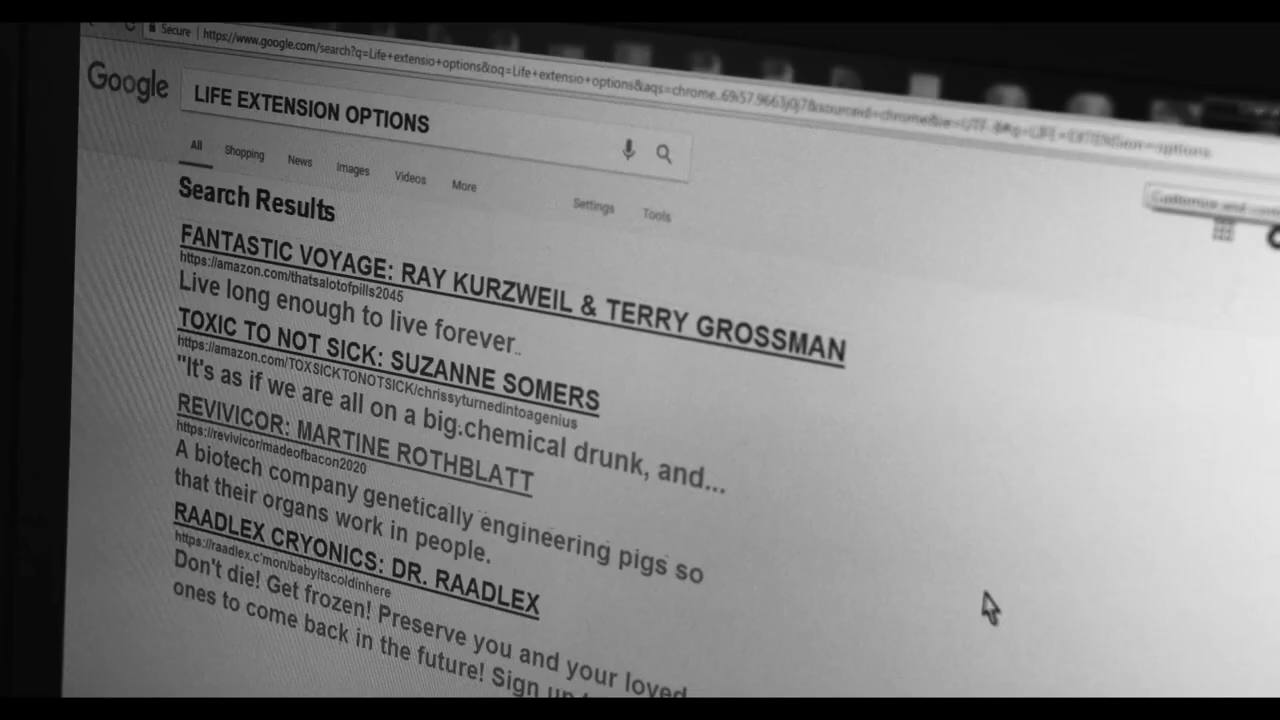 Secure https://www.google.com/search?q=Life+extensio+options&oq=Life+extensio+options&aqs=chrome..69i57.9663j0j7&sourceid=chrome&ie=UTF-8#q=LIFE+EXTENSion+options
Google
LIFE EXTENSION OPTIONS
All Shopping News Images Videos More Settings Tools
Customize and
Search Results
FANTASTIC VOYAGE: RAY KURZWEIL & TERRY GROSSMAN
https://amazon.com/thatsalotofpills2045
Live long enough to live forever..
TOXIC TO NOT SICK: SUZANNE SOMERS
https://amazon.com/TOXSICKTONOTSICK/chrissyturnedintoagenius
"It's as if we are all on a big.chemical drunk, and...
REVIVICOR: MARTINE ROTHBLATT
https://revivicor/madeofbacon2020
A biotech company genetically engineering pigs so
that their organs work in people.
RAADLEX CRYONICS: DR. RAADLEX
https://raadlex.c'mon/babyitscoldinhere
Don't die! Get frozen! Preserve you and your loved
ones to come back in the future! Sign up